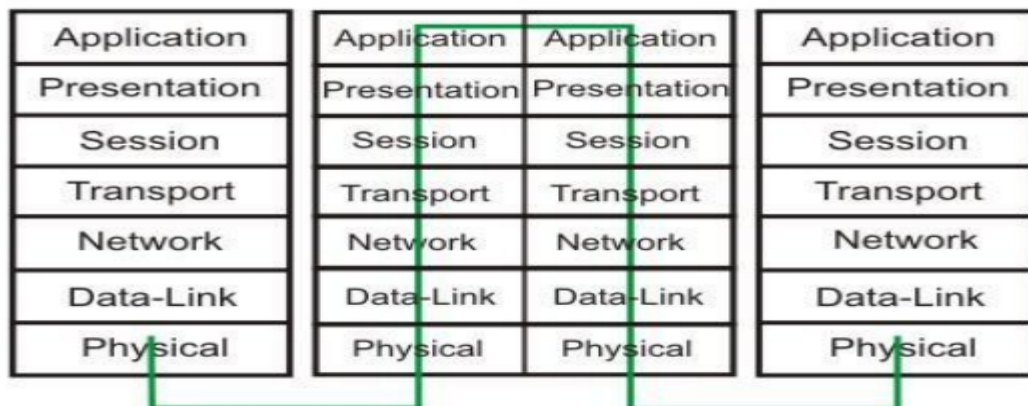 Application Application Application Application
Presentation Presentation Presentation Presentation
Session Session Session Session
Transport Transport Transport Transport
Network Network Network Network
Data-Link Data-Link Data-Link Data-Link
Physical Physical Physical Physical